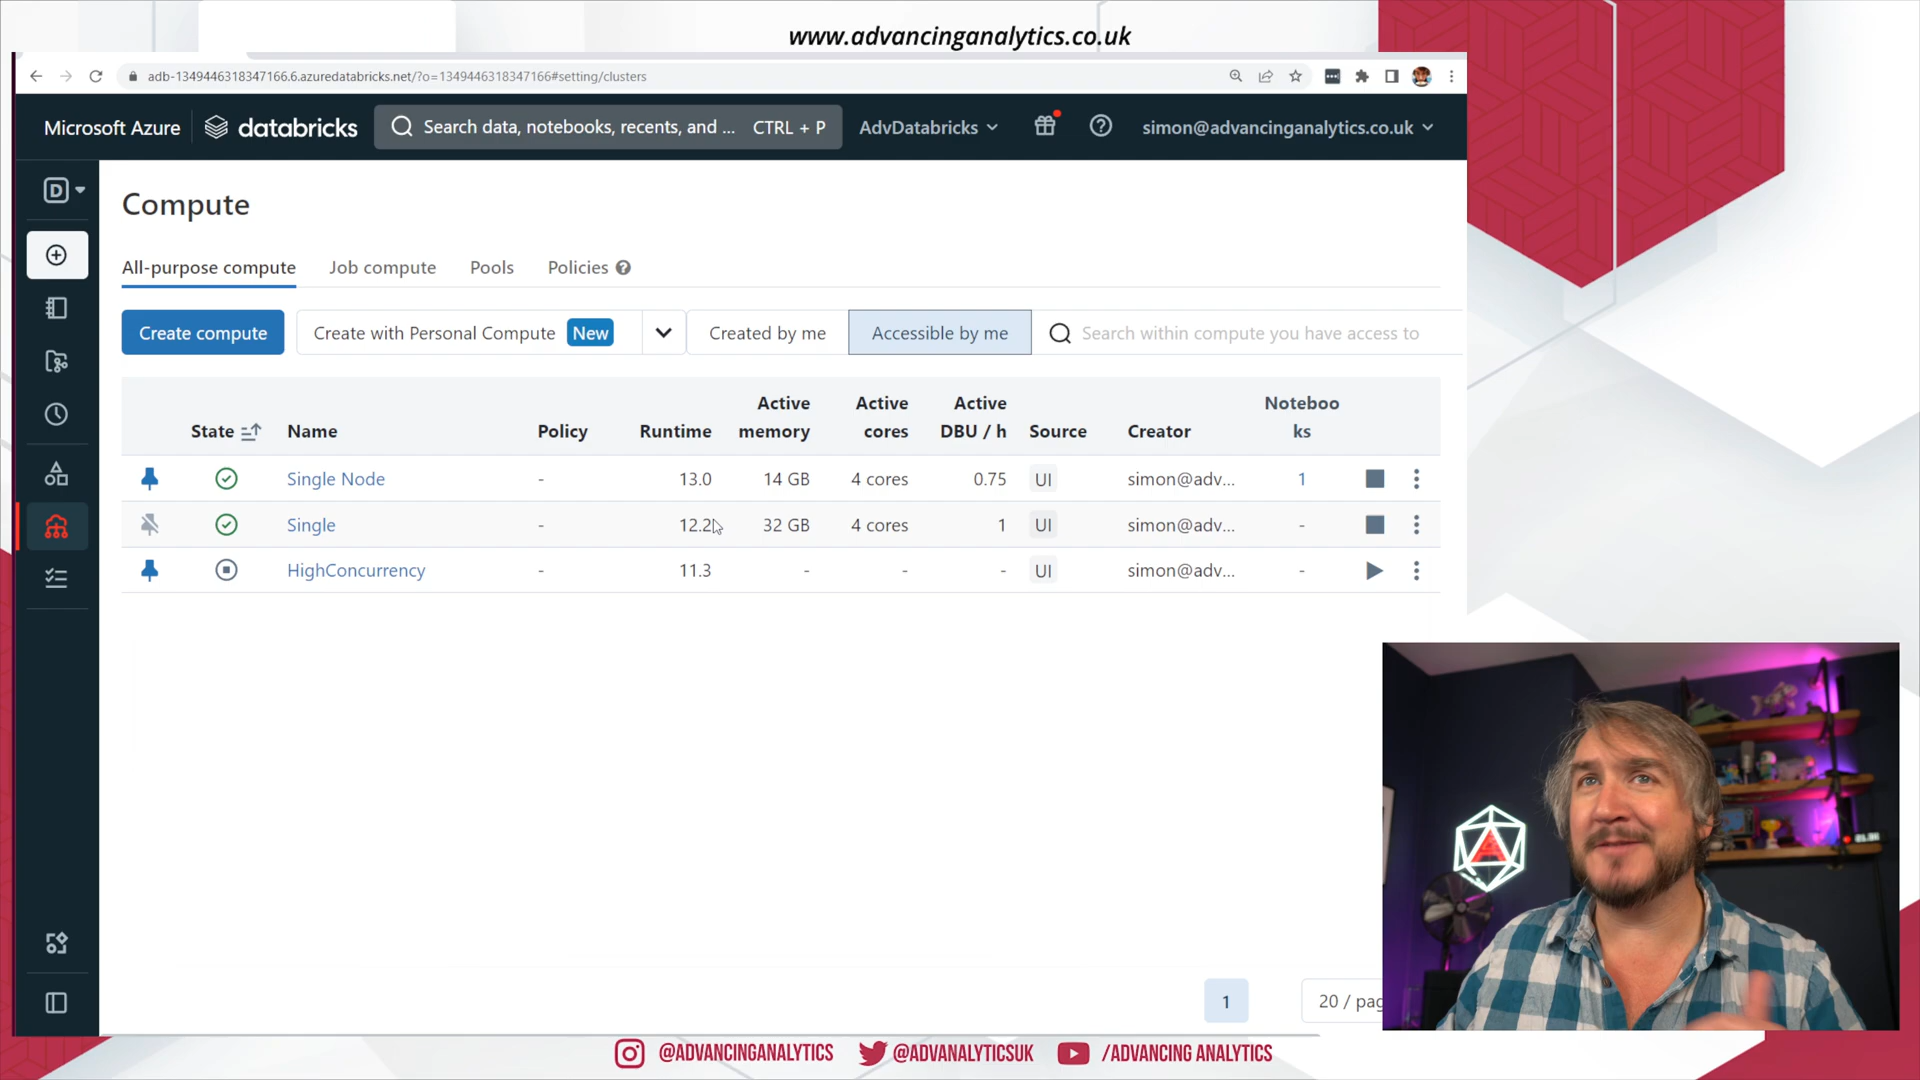 www.advancinganalytics.co.uk
adb-1349446318347166.6.azuredatabricks.net/?o=1349446318347166#setting/clusters
Microsoft Azure databricks Search data, notebooks, recents, and ... CTRL + P AdvDatabricks simon@advancinganalytics.co.uk
D
Compute
All-purpose compute Job compute Pools Policies
Create compute Create with Personal Compute New Created by me Accessible by me Search within compute you have access to
State Name Policy Runtime Active memory Active cores Active DBU / h Source Creator Notebooks
Single Node - 13.0 14 GB 4 cores 0.75 UI simon@adv... 1
Single - 12.2 32 GB 4 cores 1 UI simon@adv... -
HighConcurrency - 11.3 - - - UI simon@adv... -
1 20 / pag
@ADVANCINGANALYTICS @ADVANALYTICSUK /ADVANCING ANALYTICS